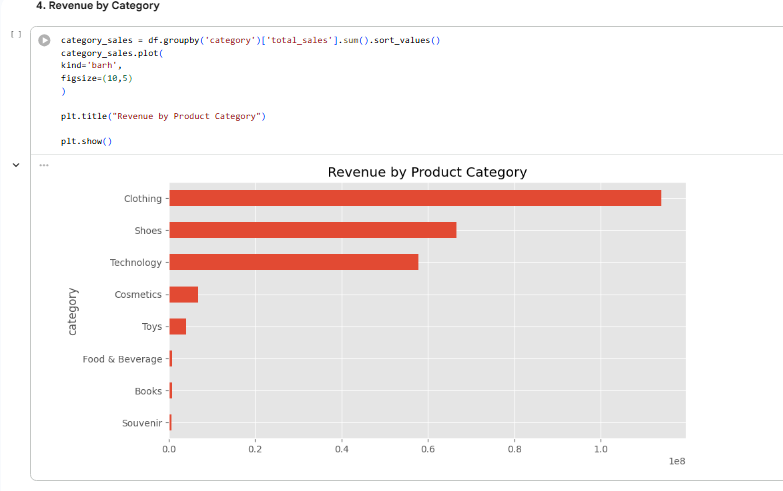 4. Revenue by Category
[ ]
category_sales = df.groupby('category')['total_sales'].sum().sort_values()
category_sales.plot(
kind='barh',
figsize=(10,5)
)
plt.title("Revenue by Product Category")
plt.show()
...
Revenue by Product Category
Clothing
Shoes
Technology
Cosmetics
Toys
Food & Beverage
Books
Souvenir
category
0.0 0.2 0.4 0.6 0.8 1.0
1e8